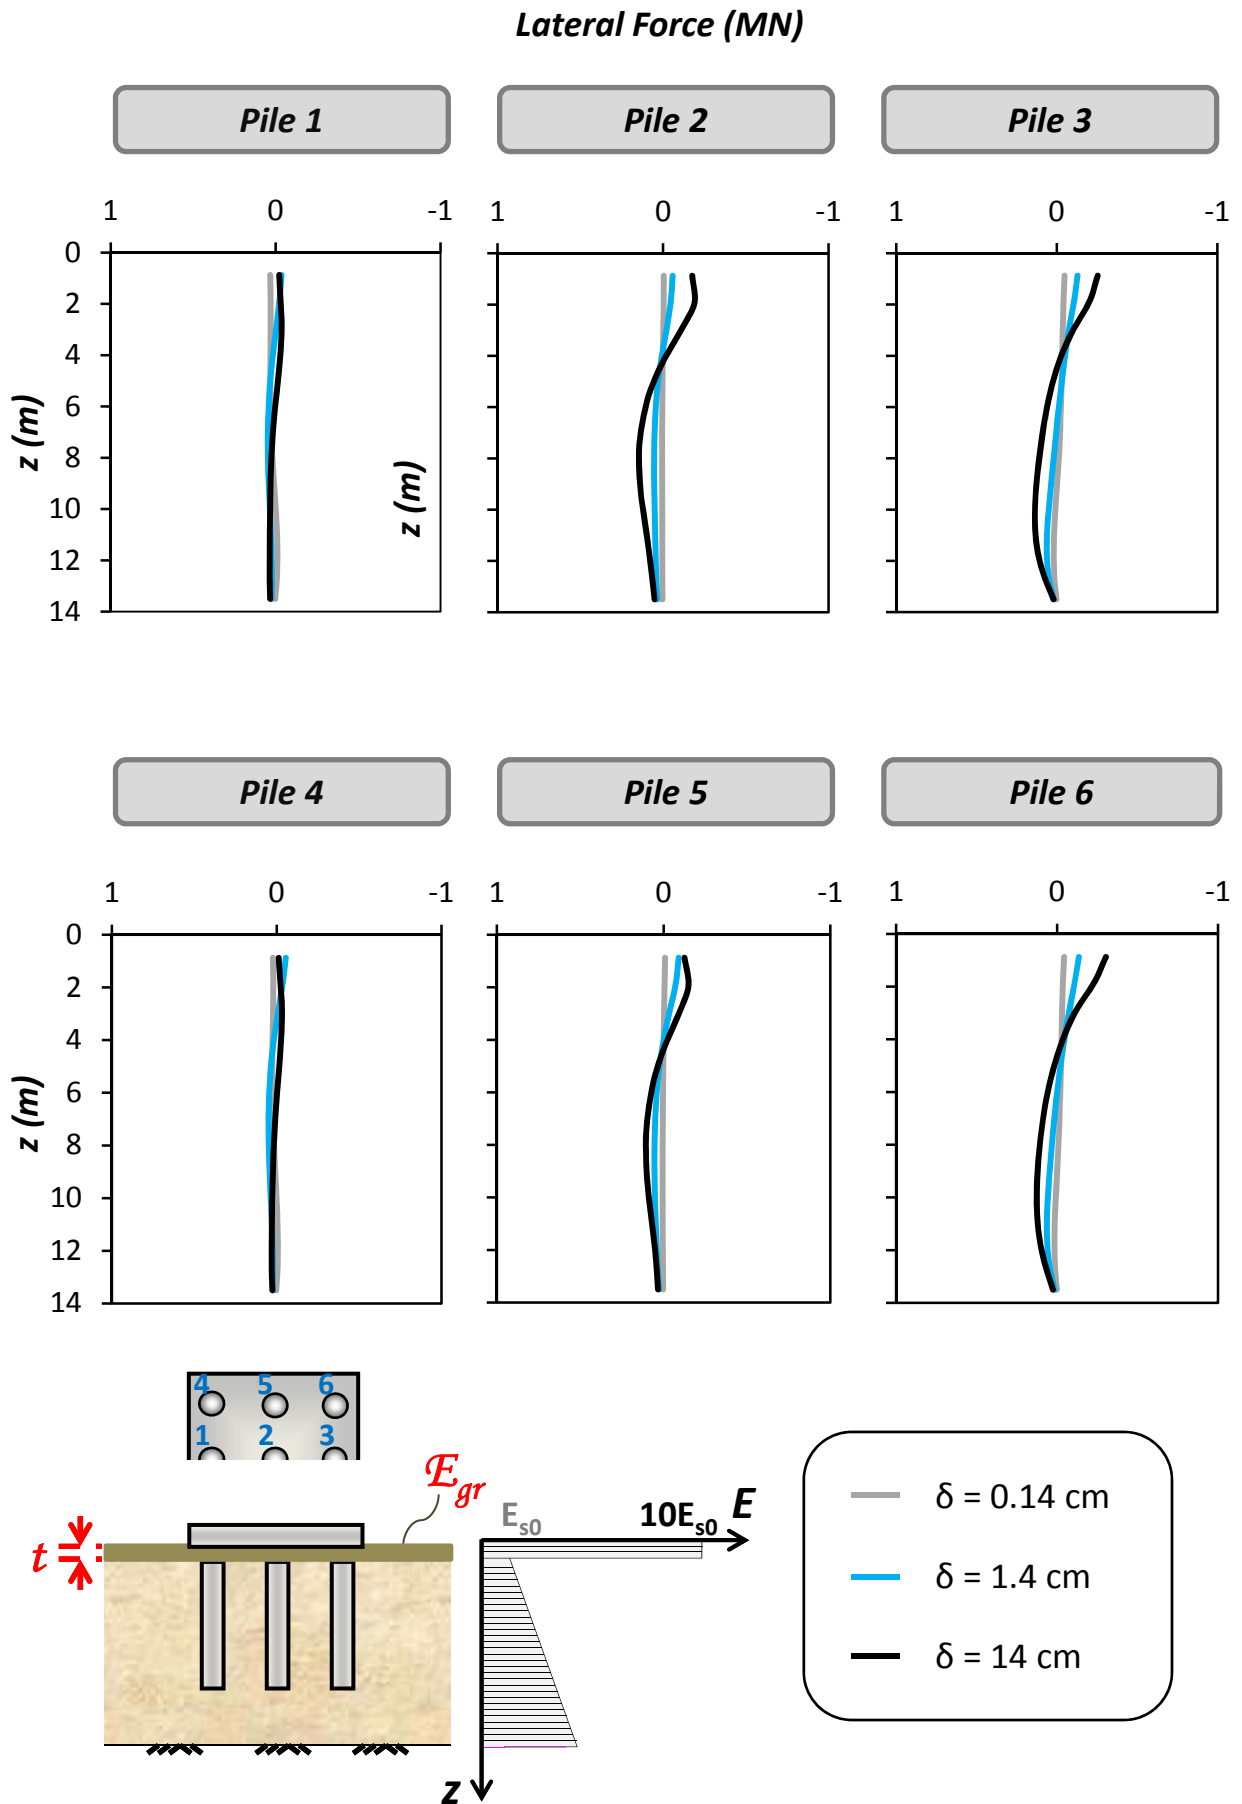 Lateral Force (MN)
Pile 1 Pile 2 Pile 3
1 0 -1 1 0 -1 1 0 -1
0
2
4
6
8
10
12
14
z (m)
z (m)
Pile 4 Pile 5 Pile 6
1 0 -1 1 0 -1 1 0 -1
0
2
4
6
8
10
12
14
z (m)
4 5 6
1 2 3
E_gr
t
E_s0 10E_s0 E
z
δ = 0.14 cm
δ = 1.4 cm
δ = 14 cm